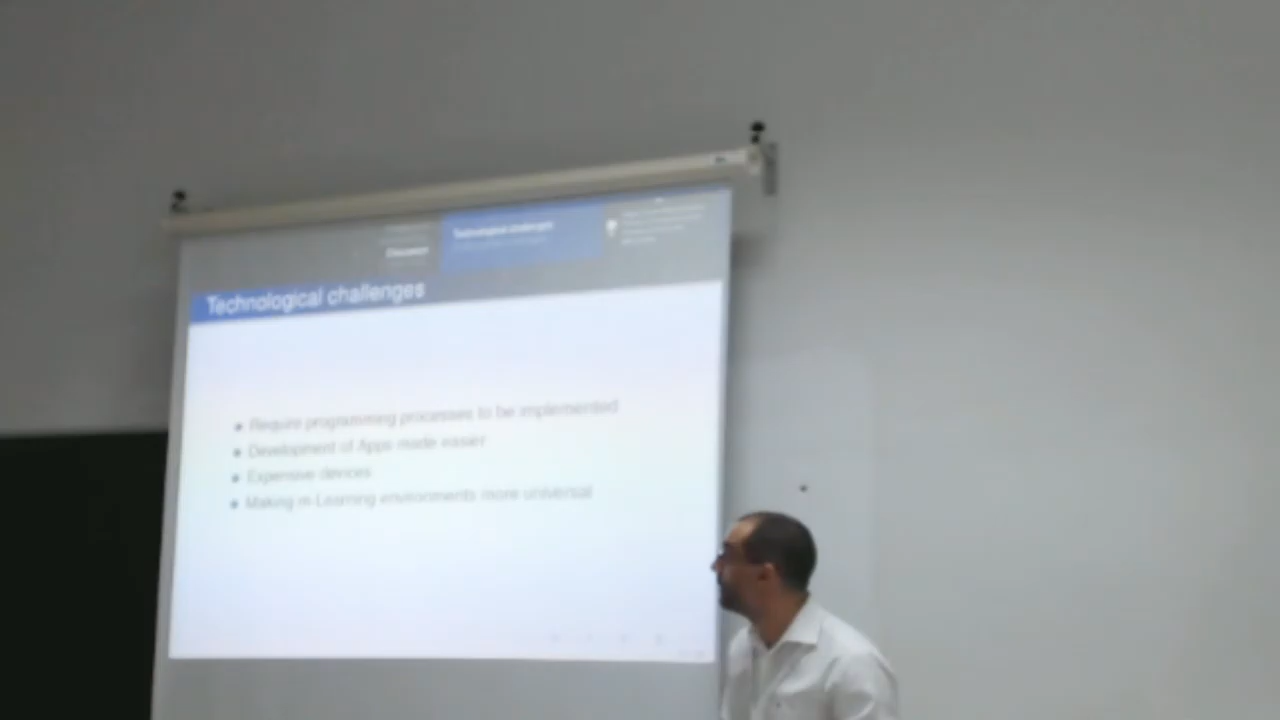 Discussion
Technological challenges
Technological challenges
Require programming processes to be implemented
Development of Apps made easier
Expensive devices
Making m-Learning environments more universal